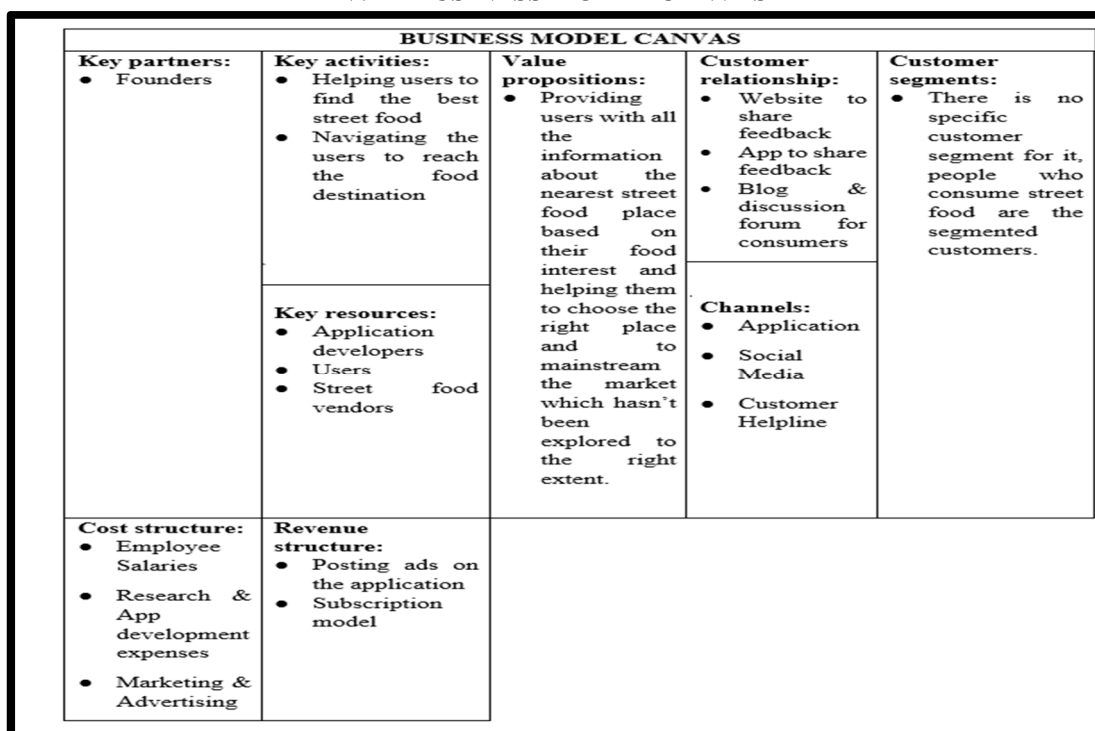 BUSINESS MODEL CANVAS
Key partners:
● Founders
Key activities:
● Helping users to
find the best
street food
● Navigating the
users to reach
the food
destination
Key resources:
● Application
developers
● Users
● Street food
vendors
Value
propositions:
● Providing
users with all
the
information
about the
nearest street
food place
based on
their food
interest and
helping them
to choose the
right place
and to
mainstream
the market
which hasn't
been
explored to
the right
extent.
Customer
relationship:
● Website to
share
feedback
● App to share
feedback
● Blog &
discussion
forum for
consumers
Channels:
● Application
● Social
Media
● Customer
Helpline
Customer
segments:
● There is no
specific
customer
segment for it,
people who
consume street
food are the
segmented
customers.
Cost structure:
● Employee
Salaries
● Research &
App
development
expenses
● Marketing &
Advertising
Revenue
structure:
● Posting ads on
the application
● Subscription
model